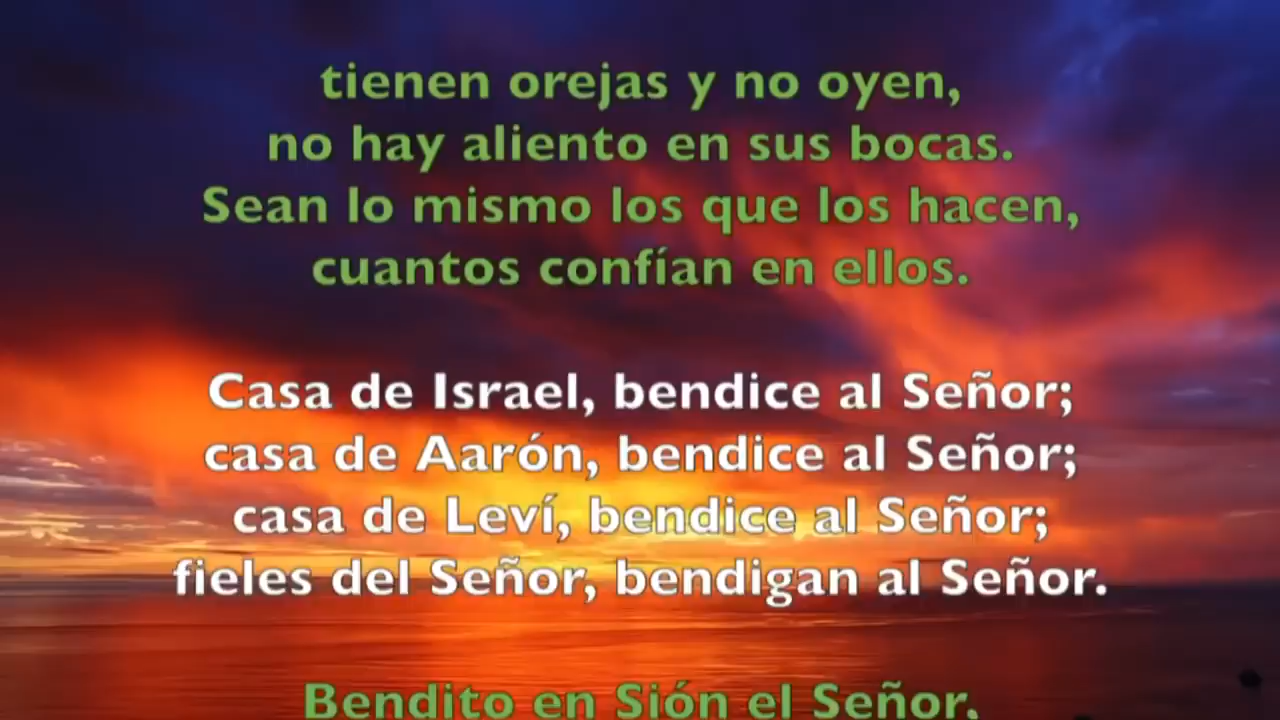 tienen orejas y no oyen,
no hay aliento en sus bocas.
Sean lo mismo los que los hacen,
cuantos confían en ellos.
Casa de Israel, bendice al Señor;
casa de Aarón, bendice al Señor;
casa de Leví, bendice al Señor;
fieles del Señor, bendigan al Señor.
Bendito en Sión el Señor,